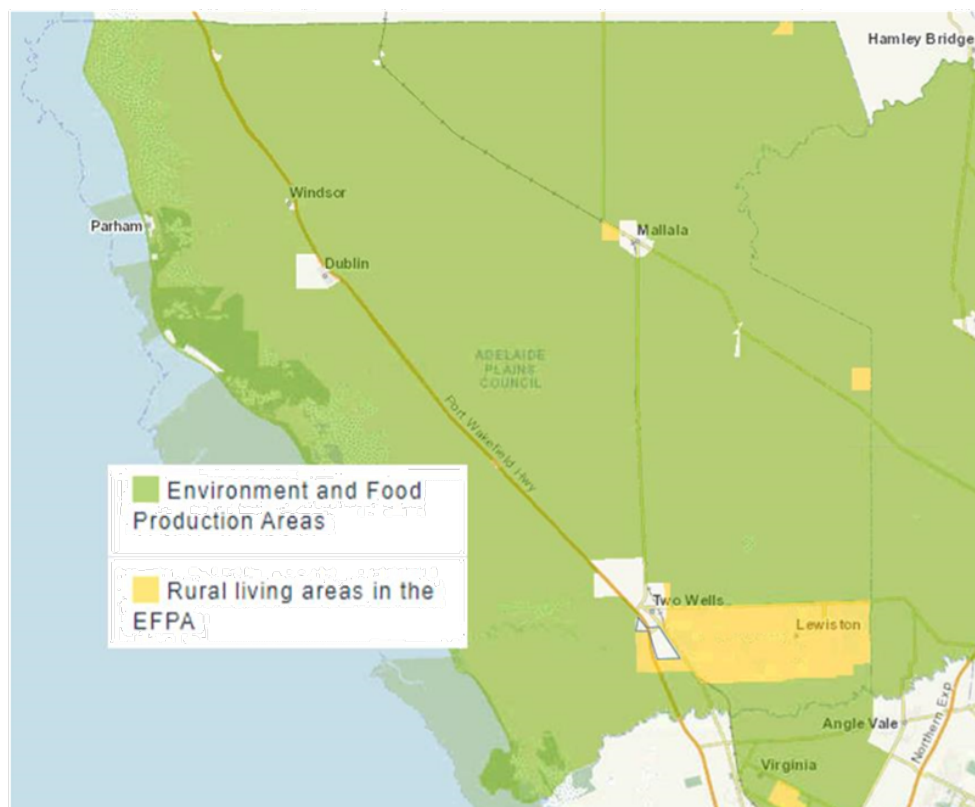 Hamley Bridge
Windsor
Parham
Mallala
Dublin
ADELAIDE
PLAINS
COUNCIL
Port Wakefield Hwy
Environment and Food
Production Areas
Rural living areas in the
EFPA
Two Wells
Lewiston
Angle Vale
Northern Exp
Virginia